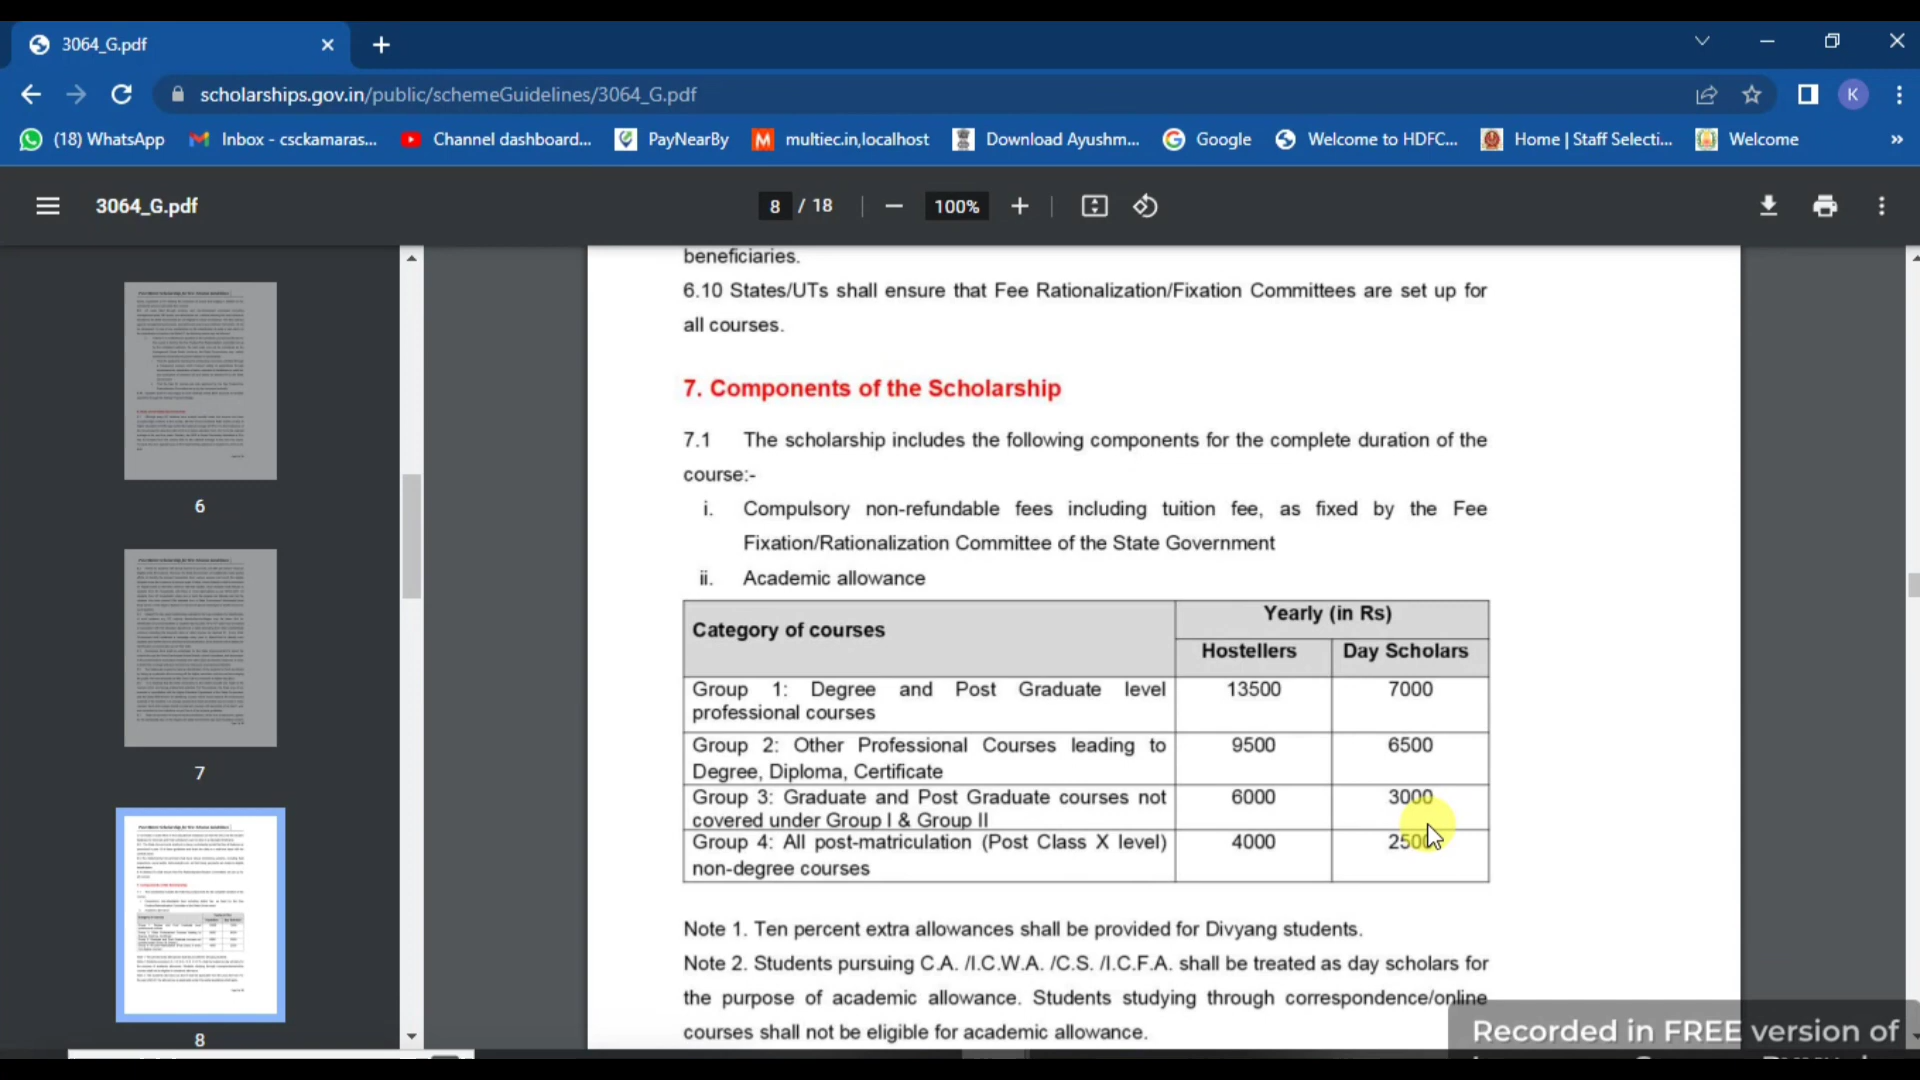 3064_G.pdf
scholarships.gov.in/public/schemeGuidelines/3064_G.pdf
K
(18) WhatsApp
Inbox - csckamaras...
Channel dashboard...
PayNearBy
multiec.in,localhost
Download Ayushm...
Google
Welcome to HDFC...
Home | Staff Selecti...
Welcome
»
3064_G.pdf
8 / 18
100%
6
7
8
beneficiaries.
6.10 States/UTs shall ensure that Fee Rationalization/Fixation Committees are set up for
all courses.
7. Components of the Scholarship
7.1 The scholarship includes the following components for the complete duration of the
course:-
i. Compulsory non-refundable fees including tuition fee, as fixed by the Fee
Fixation/Rationalization Committee of the State Government
ii. Academic allowance
Category of courses
Yearly (in Rs)
Hostellers Day Scholars
Group 1: Degree and Post Graduate level 13500 7000
professional courses
Group 2: Other Professional Courses leading to 9500 6500
Degree, Diploma, Certificate
Group 3: Graduate and Post Graduate courses not 6000 3000
covered under Group I & Group II
Group 4: All post-matriculation (Post Class X level) 4000 2500
non-degree courses
Note 1. Ten percent extra allowances shall be provided for Divyang students.
Note 2. Students pursuing C.A. /I.C.W.A. /C.S. /I.C.F.A. shall be treated as day scholars for
the purpose of academic allowance. Students studying through correspondence/online
courses shall not be eligible for academic allowance.
Recorded in FREE version of